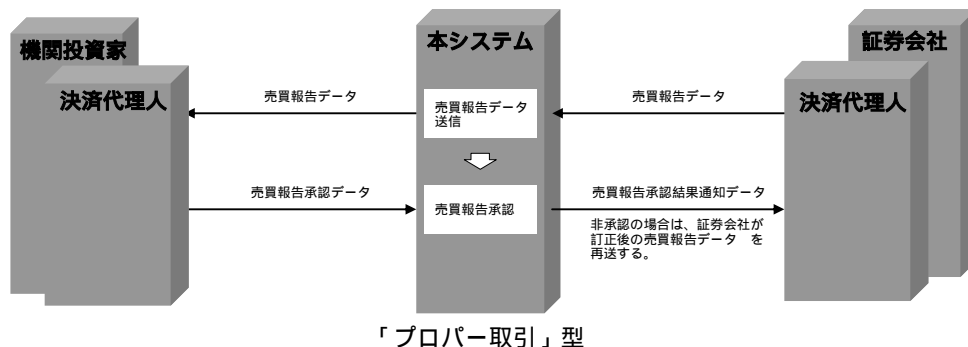 機関投資家
決済代理人
本システム
証券会社
決済代理人
売買報告データ
売買報告データ
送信
売買報告データ
売買報告承認データ
売買報告承認
売買報告承認結果通知データ
非承認の場合は、証券会社が
訂正後の売買報告データ　を
再送する。
「プロパー取引」型